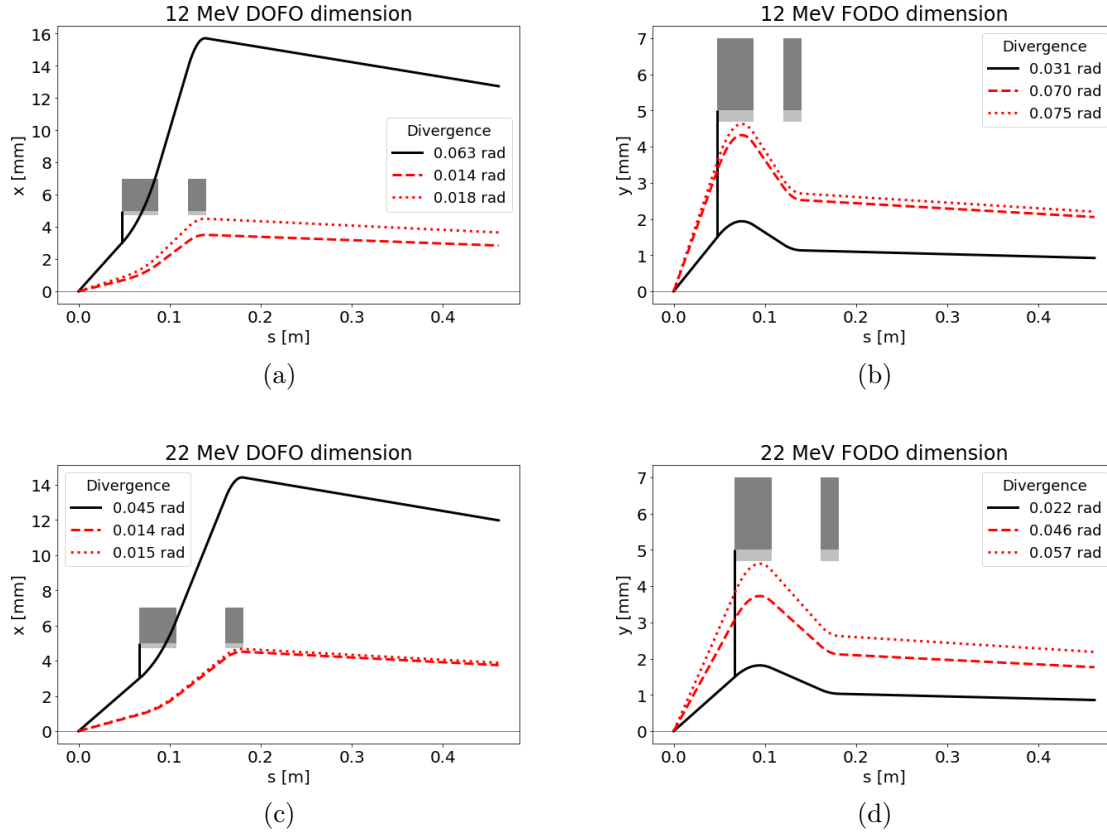 12 MeV DOFO dimension
x [mm]
16
14
12
10
8
6
4
2
0
Divergence
0.063 rad
0.014 rad
0.018 rad
0.0 0.1 0.2 0.3 0.4
s [m]
(a)
12 MeV FODO dimension
y [mm]
7
6
5
4
3
2
1
0
Divergence
0.031 rad
0.070 rad
0.075 rad
0.0 0.1 0.2 0.3 0.4
s [m]
(b)
22 MeV DOFO dimension
x [mm]
14
12
10
8
6
4
2
0
Divergence
0.045 rad
0.014 rad
0.015 rad
0.0 0.1 0.2 0.3 0.4
s [m]
(c)
22 MeV FODO dimension
y [mm]
7
6
5
4
3
2
1
0
Divergence
0.022 rad
0.046 rad
0.057 rad
0.0 0.1 0.2 0.3 0.4
s [m]
(d)